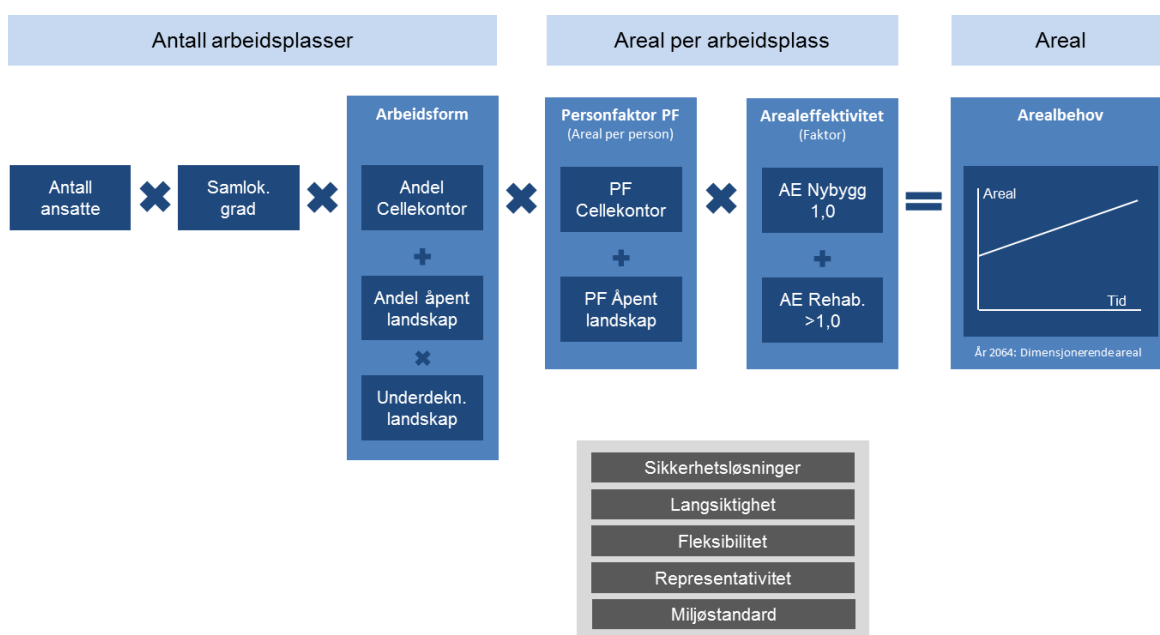 Antall arbeidsplasser
Areal per arbeidsplass
Areal
Arbeidsform
Personfaktor PF
(Areal per person)
Arealeffektivitet
(Faktor)
Arealbehov
Antall
ansatte
Samlok.
grad
Andel
Cellekontor
PF
Cellekontor
AE Nybygg
1,0
Areal
Tid
Andel åpent
landskap
PF Åpent
landskap
AE Rehab.
>1,0
År 2064: Dimensjonerende areal
Underdekn.
landskap
Sikkerhetsløsninger
Langsiktighet
Fleksibilitet
Representativitet
Miljøstandard